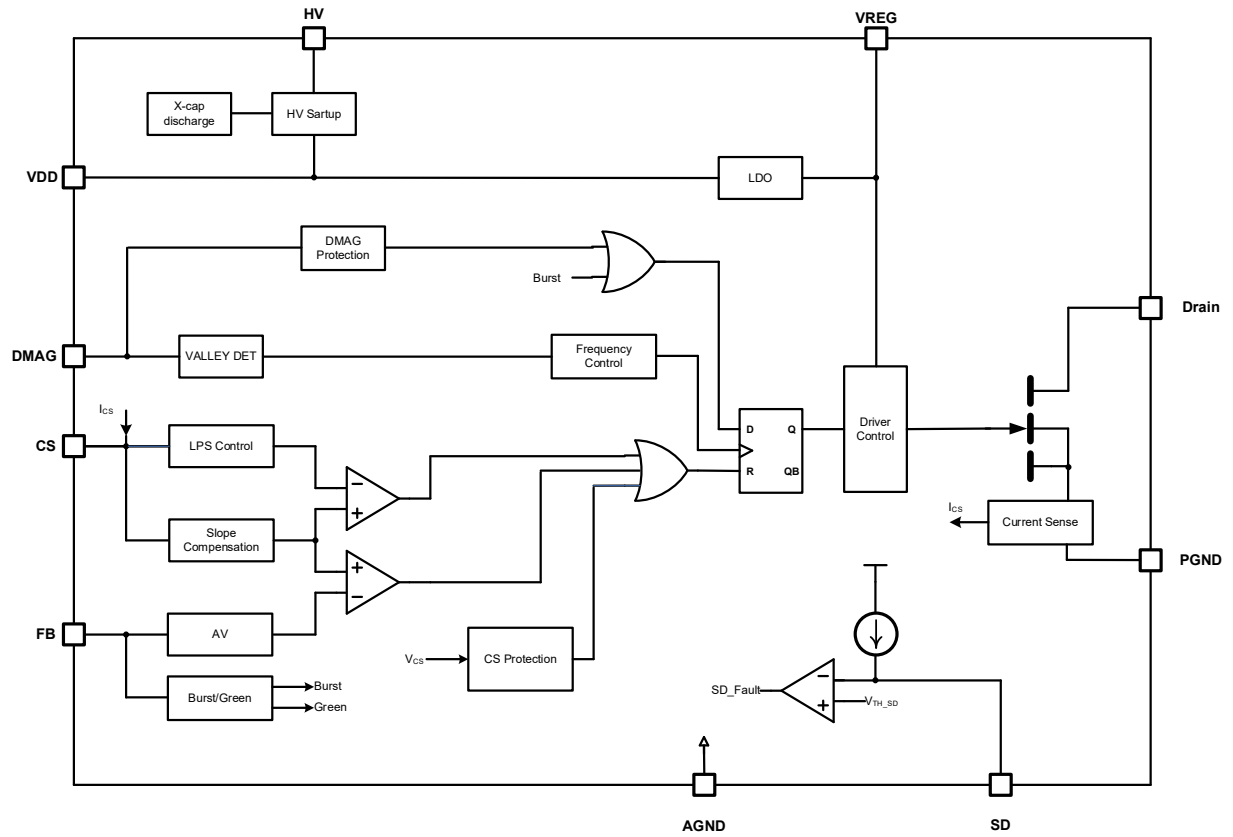 HV
VREG
X-cap
discharge
HV Sartup
VDD
LDO
DMAG
Protection
Burst
Drain
DMAG
VALLEY DET
Frequency
Control
ICS
CS
LPS Control
D
Q
R
QB
Driver
Control
Slope
Compensation
ICS
Current Sense
PGND
FB
AV
VCS
CS Protection
Burst/Green
Burst
Green
SD_Fault
VTH_SD
AGND
SD